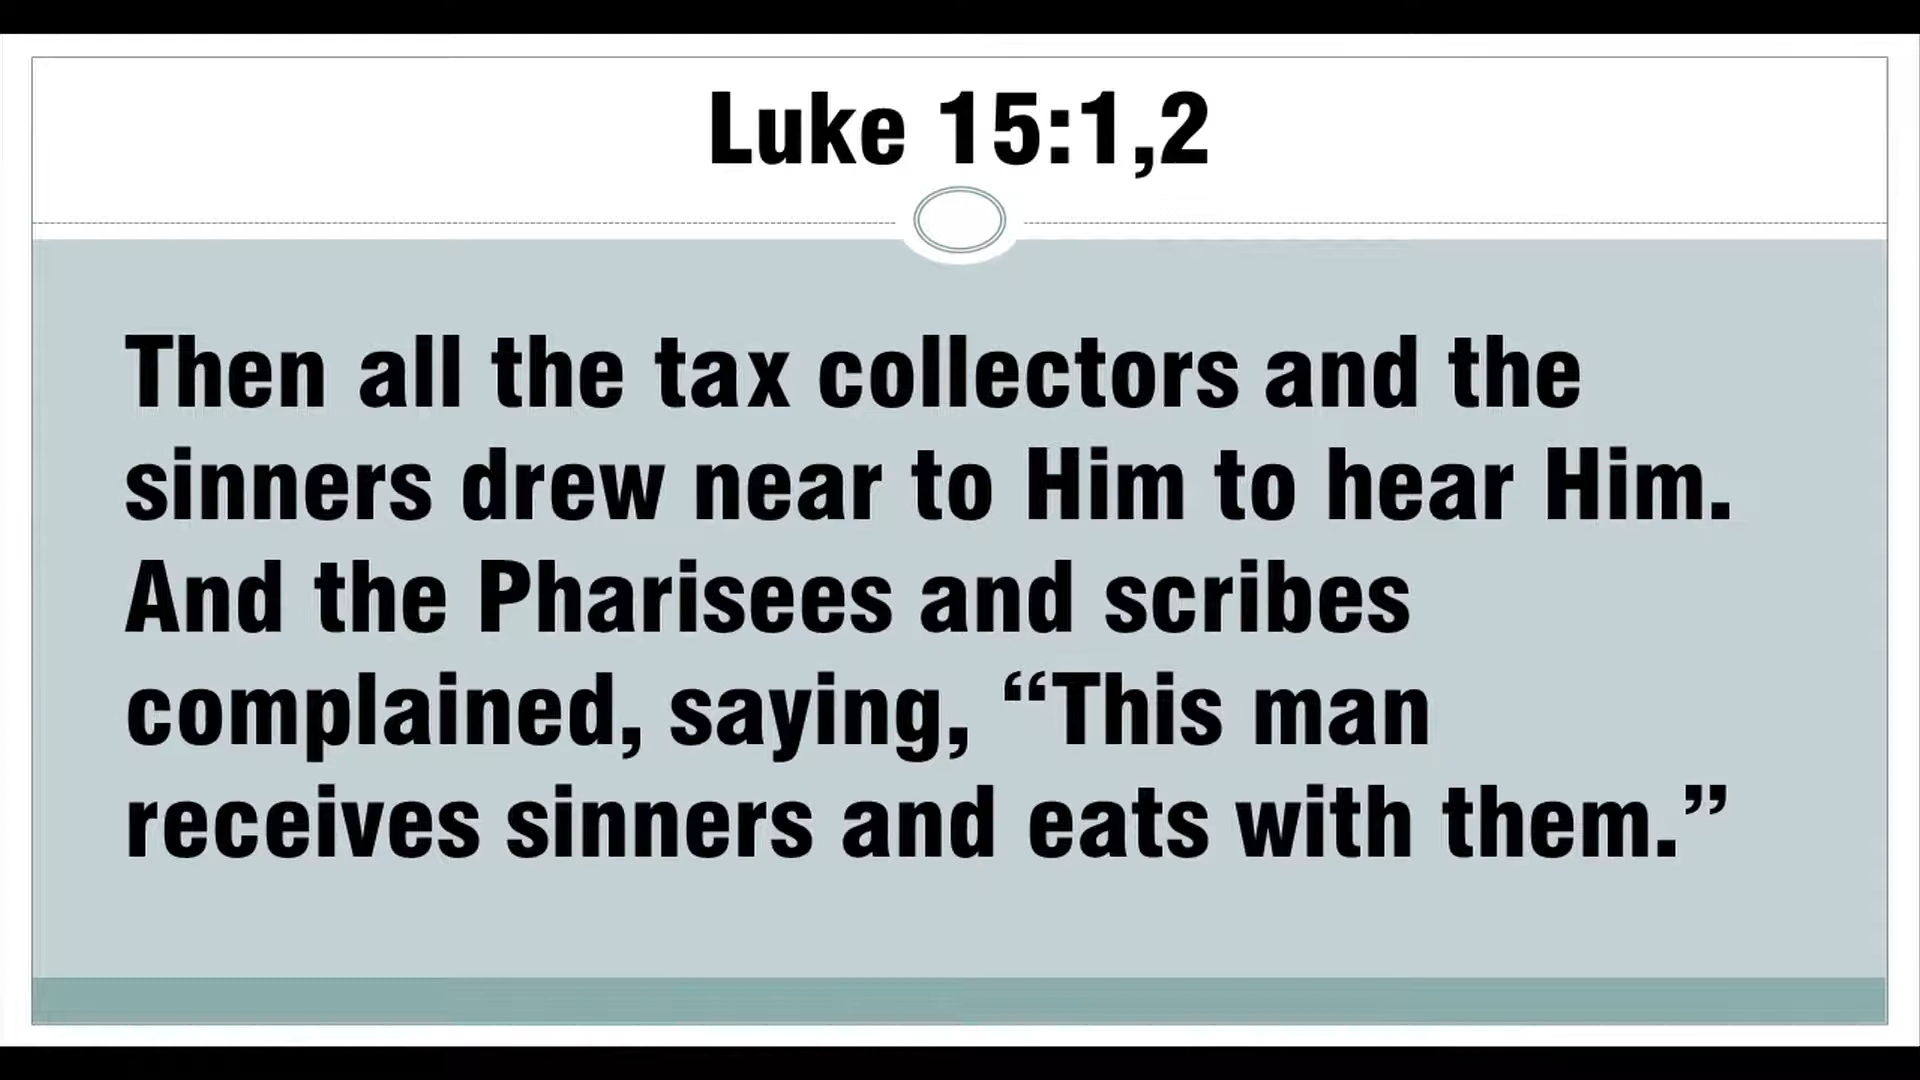 Luke 15:1,2
Then all the tax collectors and the
sinners drew near to Him to hear Him.
And the Pharisees and scribes
complained, saying, “This man
receives sinners and eats with them.”